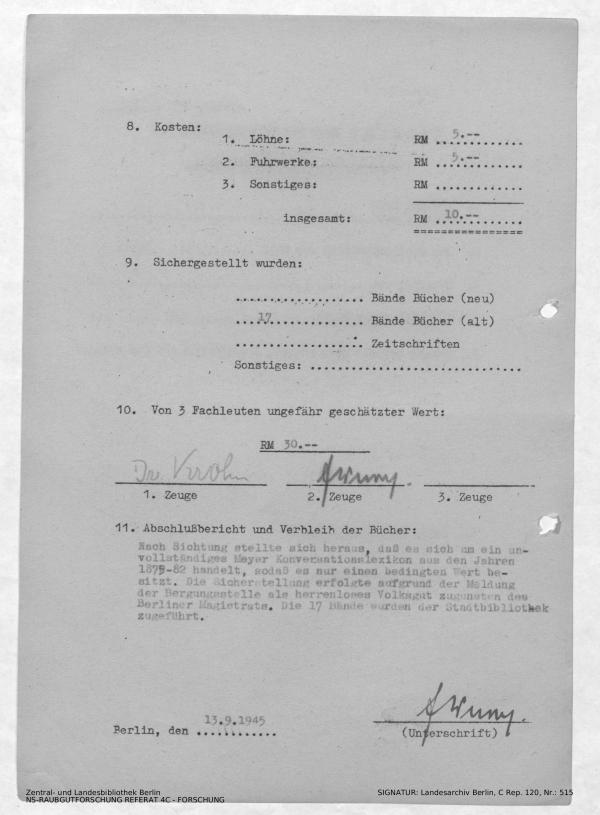 8. Kosten:
1. Löhne: RM 5.--
2. Fuhrwerke: RM 5.--
3. Sonstiges: RM ............
insgesamt: RM 10.--
9. Sichergestellt wurden:
................... Bände Bücher (neu)
...17.............. Bände Bücher (alt)
................... Zeitschriften
Sonstiges: ...............................
10. Von 3 Fachleuten ungefähr geschätzter Wert:
RM 30.--
Dr. Krohn
1. Zeuge 2. Zeuge 3. Zeuge
11. Abschlußbericht und Verbleib der Bücher:
Nach Sichtung stellte sich heraus, daß es sich um ein un-
vollständiges Meyer Konversationslexikon aus den Jahren
1875-82 handelt, sodaß es nur einen bedingten Wert be-
sitzt. Die Sicherstellung erfolgte aufgrund der Meldung
der Bergungsstelle als herrenloses Volksgut zugunsten des
Berliner Magistrats. Die 17 Bände wurden der Stadtbibliothek
zugeführt.
Berlin, den 13.9.1945
(Unterschrift)
Zentral- und Landesbibliothek Berlin
NS-RAUBGUTFORSCHUNG REFERAT 4C - FORSCHUNG
SIGNATUR: Landesarchiv Berlin, C Rep. 120, Nr.: 515